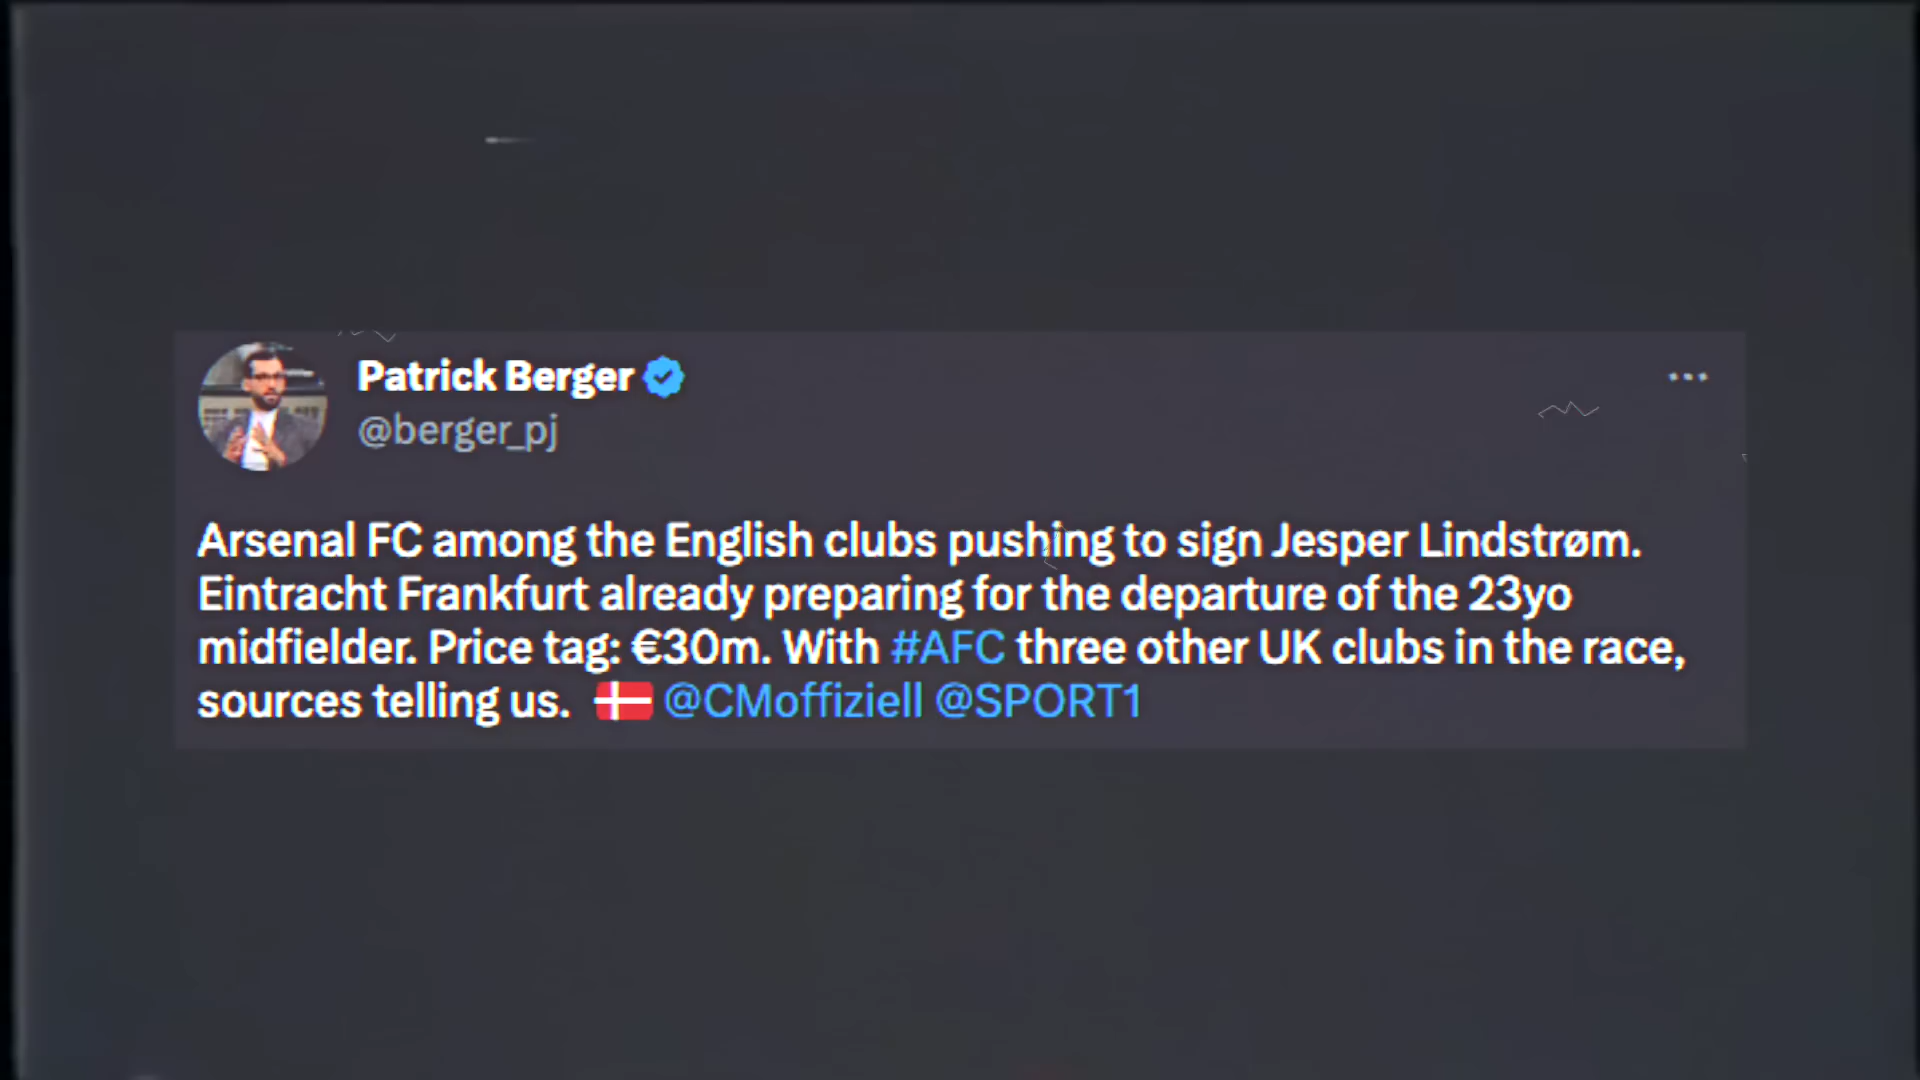 Patrick Berger
@berger_pj
Arsenal FC among the English clubs pushing to sign Jesper Lindstrøm.
Eintracht Frankfurt already preparing for the departure of the 23yo
midfielder. Price tag: €30m. With #AFC three other UK clubs in the race,
sources telling us. 🇩🇰 @CMoffiziell @SPORT1